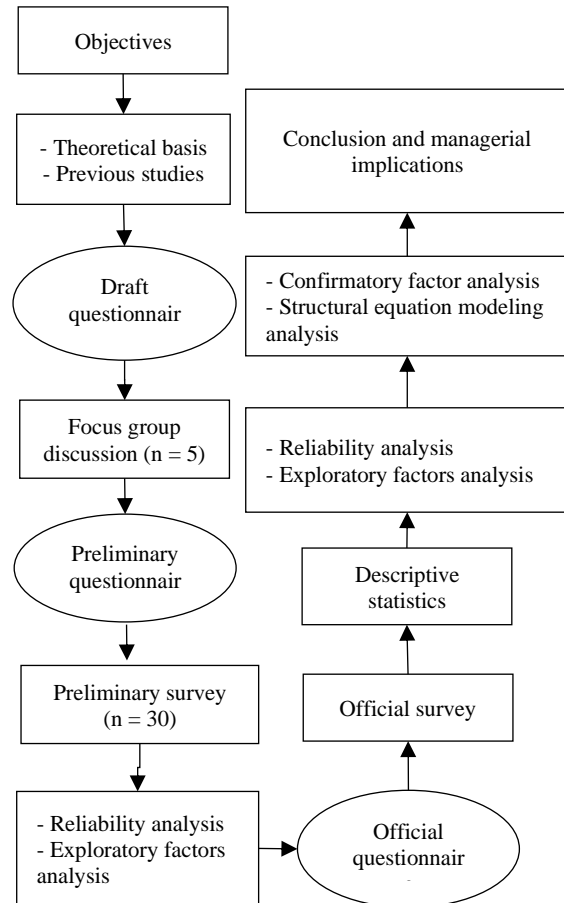 Objectives
- Theoretical basis
- Previous studies
Draft
questionnair
Focus group
discussion (n = 5)
Preliminary
questionnair
Preliminary survey
(n = 30)
- Reliability analysis
- Exploratory factors
analysis
Official
questionnair
Official survey
Descriptive
statistics
- Reliability analysis
- Exploratory factors analysis
- Confirmatory factor analysis
- Structural equation modeling
analysis
Conclusion and managerial
implications